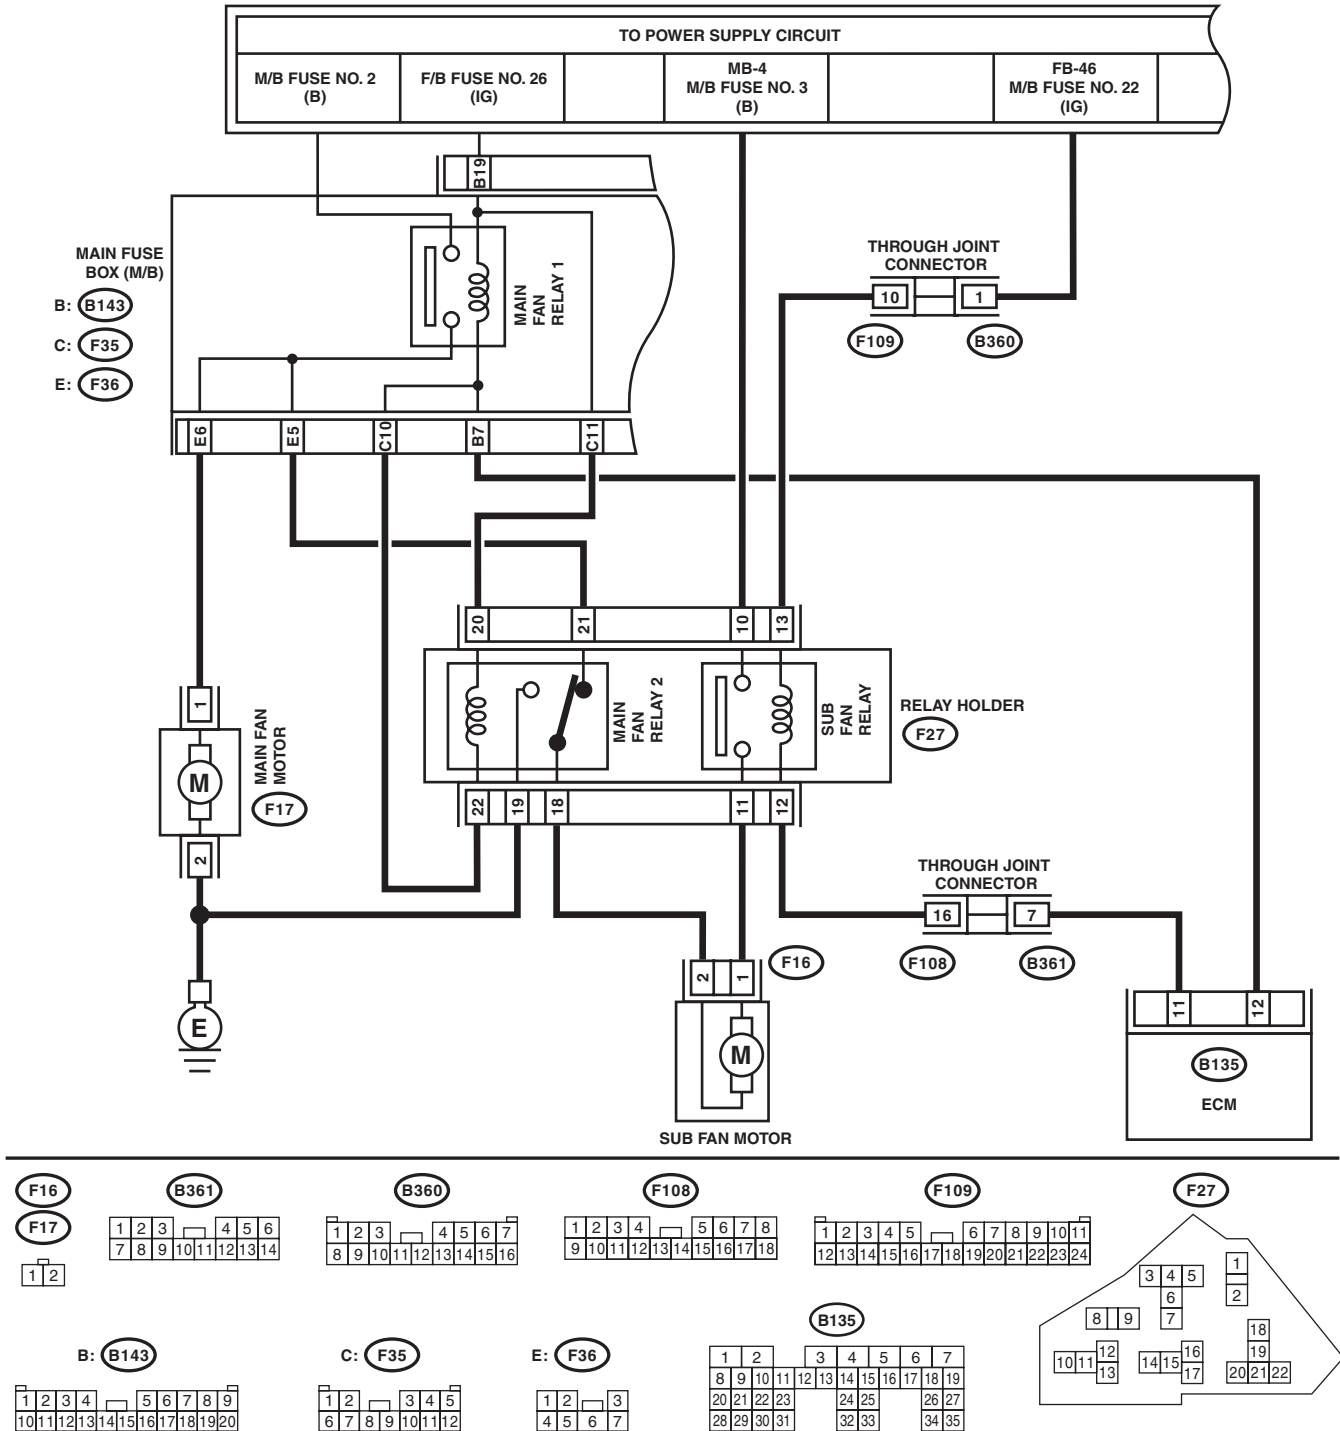 TO POWER SUPPLY CIRCUIT
M/B FUSE NO. 2
(B)
F/B FUSE NO. 26
(IG)
MB-4
M/B FUSE NO. 3
(B)
FB-46
M/B FUSE NO. 22
(IG)
B19
MAIN FUSE
BOX (M/B)
B: B143
C: F35
E: F36
MAIN
FAN
RELAY 1
THROUGH JOINT
CONNECTOR
10 1
F109 B360
E6 E5 C10 B7 C11
20 21 10 13
MAIN
FAN
RELAY 2
SUB
FAN
RELAY
RELAY HOLDER
F27
22 19 18 11 12
1
M
2
MAIN FAN
MOTOR
F17
E
THROUGH JOINT
CONNECTOR
16 7
F108 B361
F16
2 1
M
SUB FAN MOTOR
11 12
B135
ECM
F16
F17
1 2
B361
1 2 3 4 5 6
7 8 9 10 11 12 13 14
B360
1 2 3 4 5 6 7
8 9 10 11 12 13 14 15 16
F108
1 2 3 4 5 6 7 8
9 10 11 12 13 14 15 16 17 18
F109
1 2 3 4 5 6 7 8 9 10 11
12 13 14 15 16 17 18 19 20 21 22 23 24
F27
1
2
3 4 5
6
7
8 9
10 11 12
13
14 15 16
17
18
19
20 21 22
B: B143
1 2 3 4 5 6 7 8 9
10 11 12 13 14 15 16 17 18 19 20
C: F35
1 2 3 4 5
6 7 8 9 10 11 12
E: F36
1 2 3
4 5 6 7
B135
1 2 3 4 5 6 7
8 9 10 11 12 13 14 15 16 17 18 19
20 21 22 23 24 25 26 27
28 29 30 31 32 33 34 35